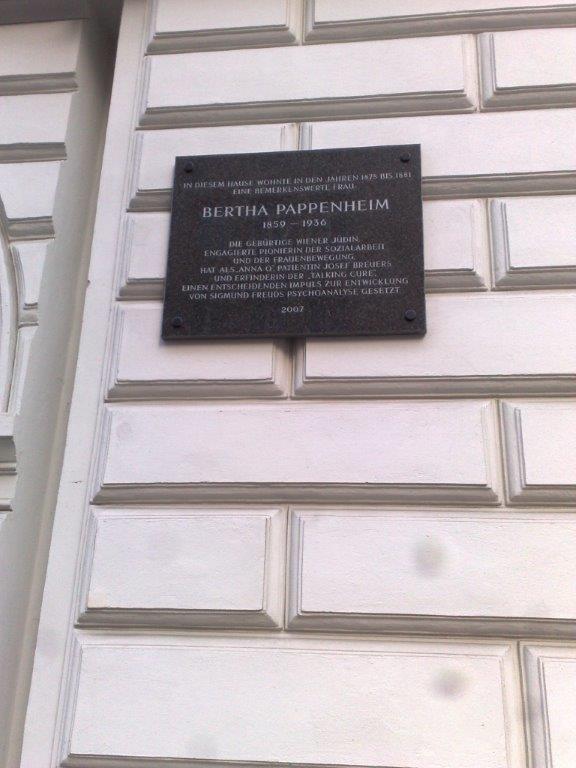 IN DIESEM HAUSE WOHNTE IN DEN JAHREN 1878 BIS 1881
EINE BEMERKENSWERTE FRAU:
BERTHA PAPPENHEIM
1859 – 1936
DIE GEBÜRTIGE WIENER JÜDIN,
ENGAGIERTE PIONIERIN DER SOZIALARBEIT
UND DER FRAUENBEWEGUNG,
HAT ALS „ANNA O“, PATIENTIN JOSEF BREUERS
UND ERFINDERIN DER „TALKING CURE“,
EINEN ENTSCHEIDENDEN IMPULS ZUR ENTWICKLUNG
VON SIGMUND FREUDS PSYCHOANALYSE GESETZT.
2007